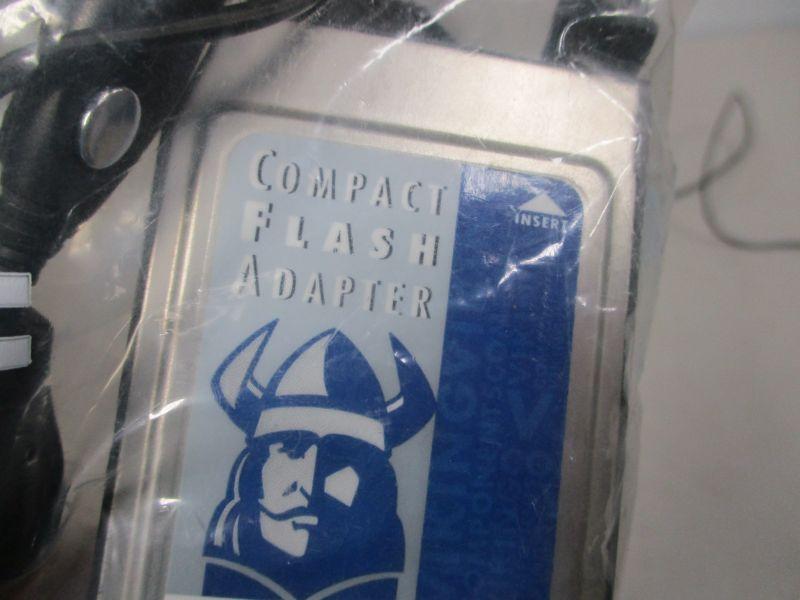 COMPACT
FLASH
ADAPTER
INSERT